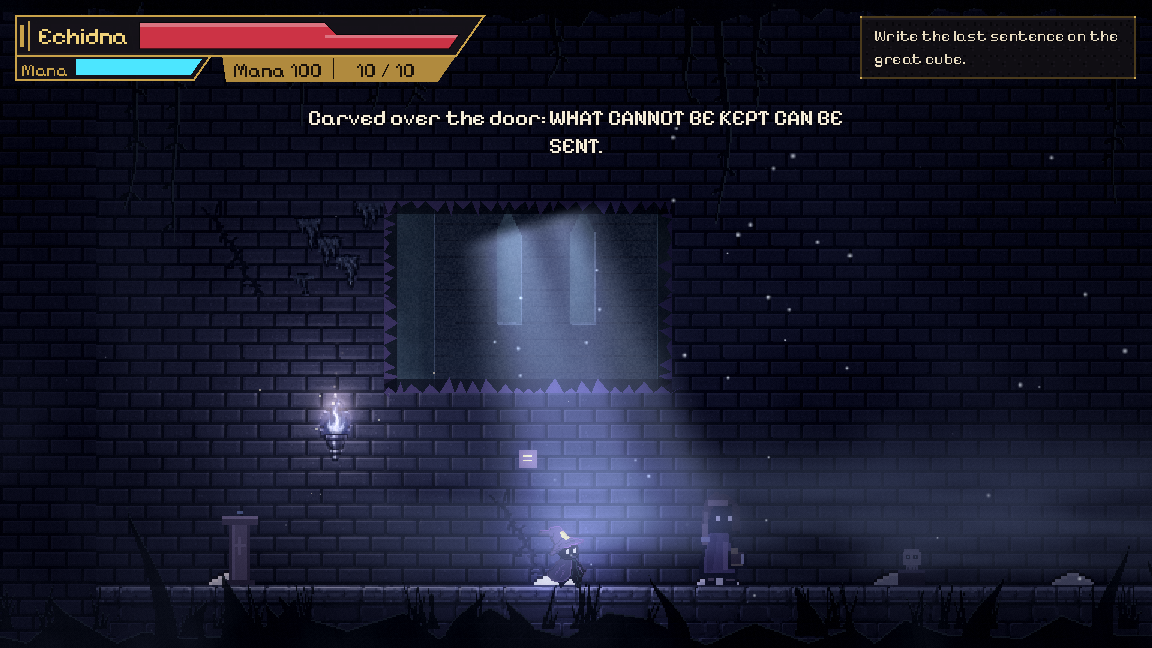 Echidna
Mana
Mana 100 | 10 / 10
Write the last sentence on the
great cube.
Carved over the door: WHAT CANNOT BE KEPT CAN BE
SENT.
=